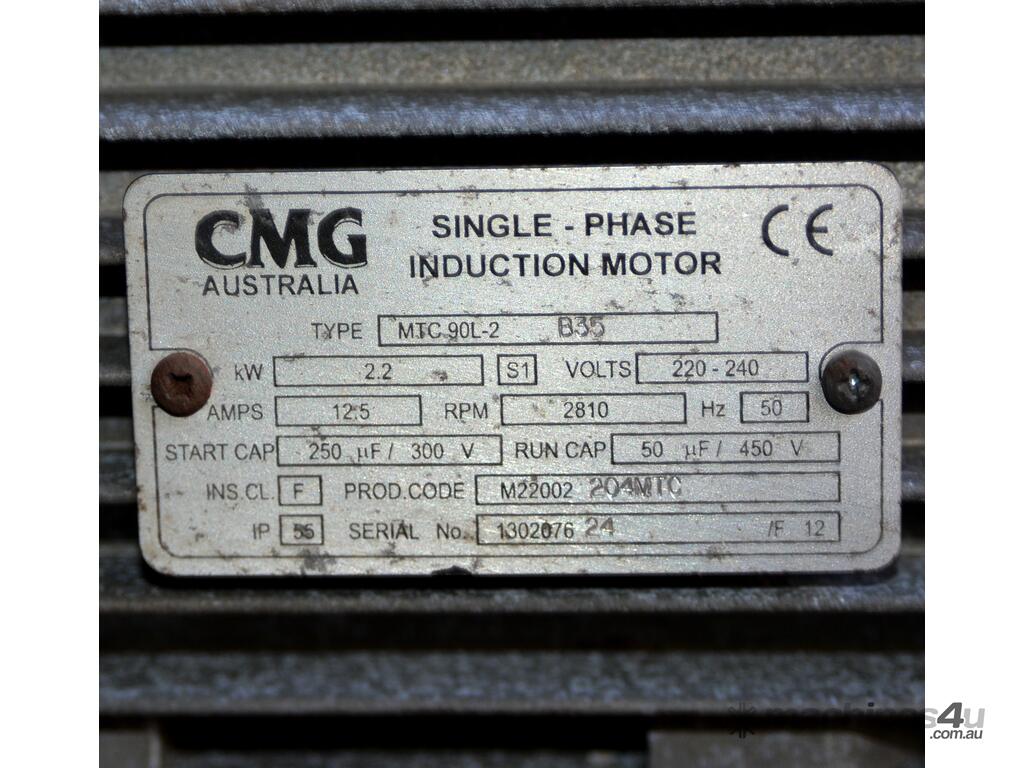 CMG
AUSTRALIA
SINGLE - PHASE
INDUCTION MOTOR
CE
TYPE MTC 90L-2 B35
kW 2.2 S1 VOLTS 220 - 240
AMPS 12.5 RPM 2810 Hz 50
START CAP 250 µF / 300 V RUN CAP 50 µF / 450 V
INS.CL. F PROD.CODE M22002 204MTC
IP 55 SERIAL No. 1302076 24 /F 12
machines4u
.com.au